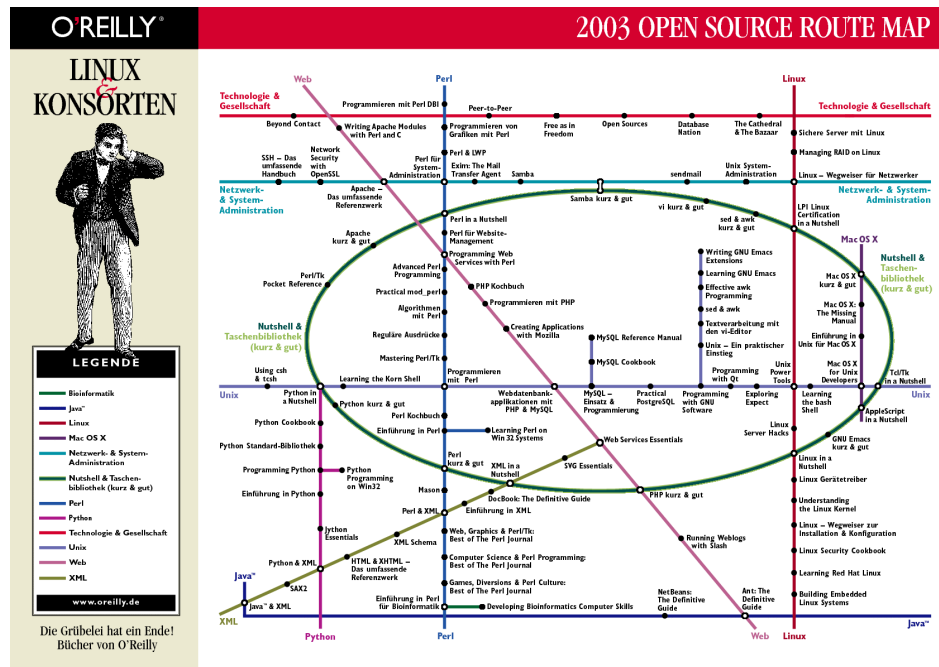 O'REILLY®
2003 OPEN SOURCE ROUTE MAP
LINUX
&
KONSORTEN
LEGENDE
Bioinformatik
Java™
Linux
Mac OS X
Netzwerk- & System-
Administration
Nutshell & Taschen-
bibliothek (kurz & gut)
Perl
Python
Technologie & Gesellschaft
Unix
Web
XML
www.oreilly.de
Die Grübelei hat ein Ende!
Bücher von O'Reilly
Web
Perl
Linux
Technologie &
Gesellschaft
Technologie &
Gesellschaft
Programmieren mit Perl DBI
Peer-to-Peer
Beyond Contact
Writing Apache Modules
with Perl and C
Programmieren von
Grafiken mit Perl
Free as in
Freedom
Open Sources
Database
Nation
The Cathedral
& The Bazaar
Sichere Server mit Linux
Managing RAID on Linux
SSH – Das
umfassende
Handbuch
Network
Security
with
OpenSSL
Perl & LWP
Perl für
System-
Administration
Exim: The Mail
Transfer Agent
Samba
sendmail
Unix System-
Administration
Linux – Wegweiser für Netzwerker
Netzwerk-
& System-
Administration
Netzwerk- & System-
Administration
Apache –
Das umfassende
Referenzwerk
Samba kurz & gut
vi kurz & gut
sed & awk
kurz & gut
LPI Linux
Certification
in a Nutshell
Perl in a Nutshell
Apache
kurz & gut
Perl für Website-
Management
Programming Web
Services with Perl
Mac OS X
Nutshell &
Taschen-
bibliothek
(kurz & gut)
Perl/Tk
Pocket Reference
Advanced Perl
Programming
PHP Kochbuch
Practical mod_perl
Programmieren mit PHP
Algorithmen
mit Perl
Creating Applications
with Mozilla
Reguläre Ausdrücke
Mastering Perl/Tk
Writing GNU Emacs
Extensions
Learning GNU Emacs
Effective awk
Programming
sed & awk
Textverarbeitung mit
den vi-Editor
Unix – Ein praktischer
Einstieg
Mac OS X
kurz & gut
Mac OS X:
The Missing
Manual
Einführung in
Unix für Mac OS X
Mac OS X
for Unix
Developers
Nutshell &
Taschenbibliothek
(kurz & gut)
MySQL Reference Manual
MySQL Cookbook
Using csh
& tcsh
Learning the Korn Shell
Programmieren
mit Perl
Programming
with Qt
Unix
Power
Tools
Tcl/Tk
in a Nutshell
Unix
Unix
Python in
a Nutshell
Python kurz & gut
Webdatenbank-
applikationen mit
PHP & MySQL
MySQL –
Einsatz &
Programmierung
Practical
PostgreSQL
Programming
with GNU
Software
Exploring
Expect
Learning
the bash
Shell
AppleScript
in a Nutshell
Python Cookbook
Perl Kochbuch
Einführung in Perl
Learning Perl on
Win 32 Systems
Web Services Essentials
Linux
Server Hacks
GNU Emacs
kurz & gut
Python Standard-Bibliothek
Perl
kurz & gut
XML in a
Nutshell
SVG Essentials
Linux in a
Nutshell
Programming Python
Python
Programming
on Win32
Linux Gerätetreiber
Einführung in Python
Mason
DocBook: The Definitive Guide
PHP kurz & gut
Perl & XML
Einführung in XML
Understanding
the Linux Kernel
Jython
Essentials
XML Schema
Web, Graphics & Perl/Tk:
Best of The Perl Journal
Running Weblogs
with Slash
Linux – Wegweiser zur
Installation & Konfiguration
Linux Security Cookbook
Python & XML
HTML & XHTML –
Das umfassende
Referenzwerk
Computer Science & Perl Programming:
Best of The Perl Journal
Learning Red Hat Linux
Java™
SAX2
Games, Diversions & Perl Culture:
Best of The Perl Journal
Building Embedded
Linux Systems
Java™ & XML
Einführung in Perl
für Bioinformatik
Developing Bioinformatics Computer Skills
NetBeans:
The Definitive
Guide
Ant: The
Definitive
Guide
XML
Java™
Python
Perl
Web
Linux